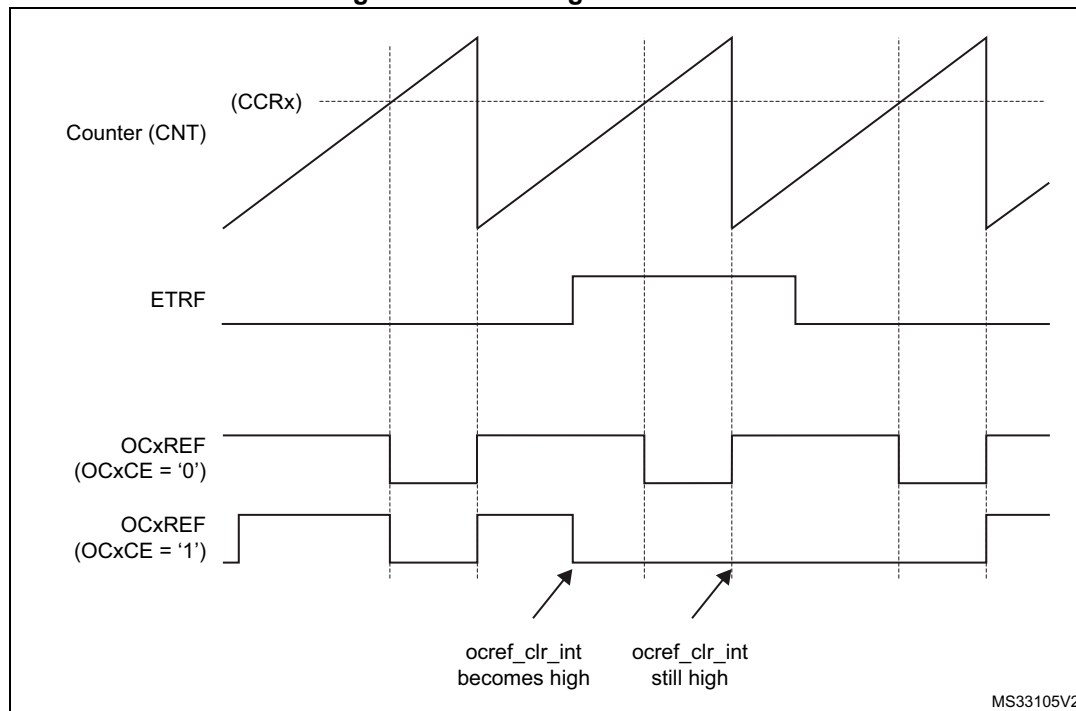 (CCRx)
Counter (CNT)
ETRF
OCxREF
(OCxCE = ‘0’)
OCxREF
(OCxCE = ‘1’)
ocref_clr_int
becomes high
ocref_clr_int
still high
MS33105V2